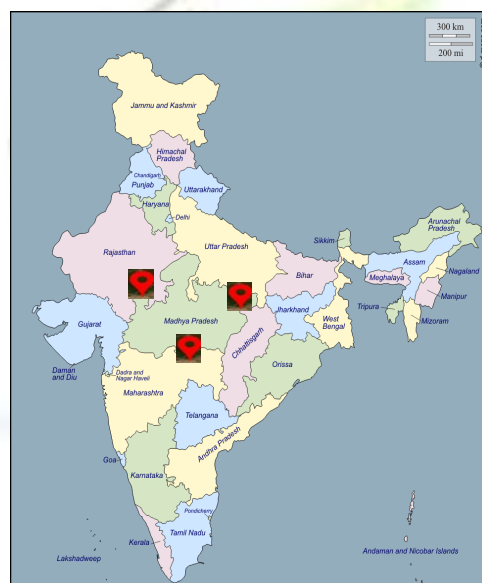 300 km
200 mi
Jammu and Kashmir
Himachal
Pradesh
Chandigarh
Punjab
Uttarakhand
Haryana
Delhi
Arunachal
Pradesh
Sikkim
Rajasthan
Uttar Pradesh
Assam
Nagaland
Bihar
Meghalaya
Manipur
Tripura
Mizoram
Gujarat
Madhya Pradesh
Jharkhand
West
Bengal
Chhattisgarh
Daman
and Diu
Dadra and
Nagar Haveli
Orissa
Maharashtra
Telangana
Andhra Pradesh
Goa
Karnataka
Pondicherry
Kerala
Tamil Nadu
Lakshadweep
Andaman and Nicobar Islands